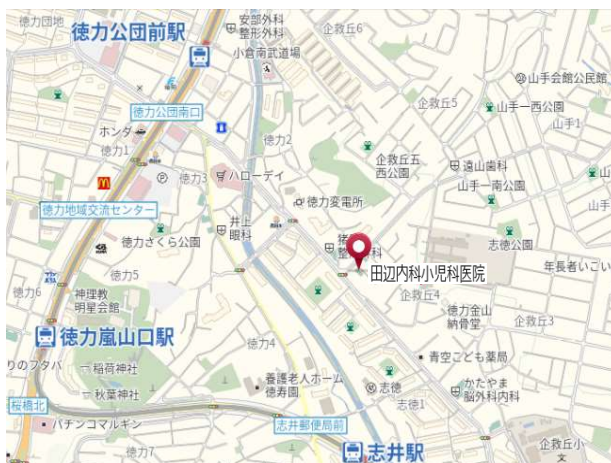 徳力団地
徳力公団前駅
安部外科
整形外科
小倉南武道場
企救丘6
山手会館公民館
企救丘5
山手一西公園
山手1
徳力公団南口
ホンダ
徳力1
徳力2
徳力3
ハローデイ
企救丘五
西公園
遠山歯科
山手一南公園
徳力地域交流センター
徳力変電所
井上
眼科
徳力さくら公園
志徳公園
田辺内科小児科医院
年長者いこい
徳力5
徳力6
神理教
明星会館
企救丘4
徳力金山
納骨堂
企救丘3
徳力嵐山口駅
徳力4
青空こども薬局
りのフタバ
稲荷神社
秋葉神社
養護老人ホーム
徳寿園
志徳
かたやま
脳外科内科
桜橋北
パチンコマルギン
志井郵便局前
志徳1
徳力7
志井駅
企救丘小